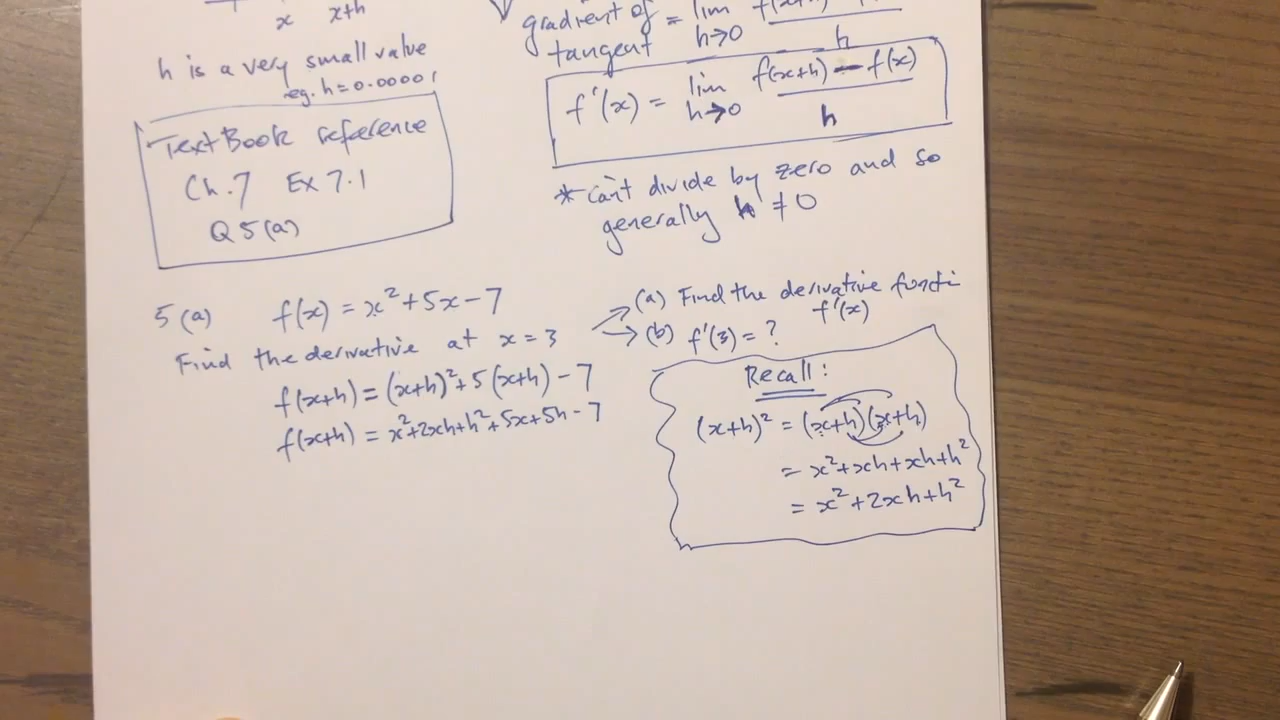 x x+h
h is a very small value
eg. h=0.00001
TextBook reference
Ch.7 Ex 7.1
Q5(a)
gradient of tangent = lim h→0 f(x+h) h
f'(x) = lim h→0 f(x+h) - f(x) h
* can't divide by zero and so
generally h ≠ 0
5(a) f(x) = x²+5x-7
Find the derivative at x=3
→ (a) Find the derivative functi
f'(x)
→ (b) f'(3) = ?
f(x+h) = (x+h)²+5(x+h)-7
f(x+h) = x²+2xh+h²+5x+5h-7
Recall:
(x+h)² = (x+h)(x+h)
= x²+xh+xh+h²
= x²+2xh+h²